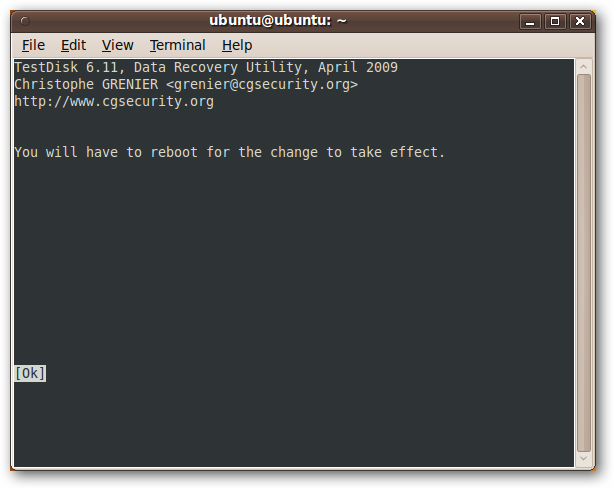 ubuntu@ubuntu: ~
File Edit View Terminal Help
TestDisk 6.11, Data Recovery Utility, April 2009
Christophe GRENIER <grenier@cgsecurity.org>
http://www.cgsecurity.org
You will have to reboot for the change to take effect.
[Ok]